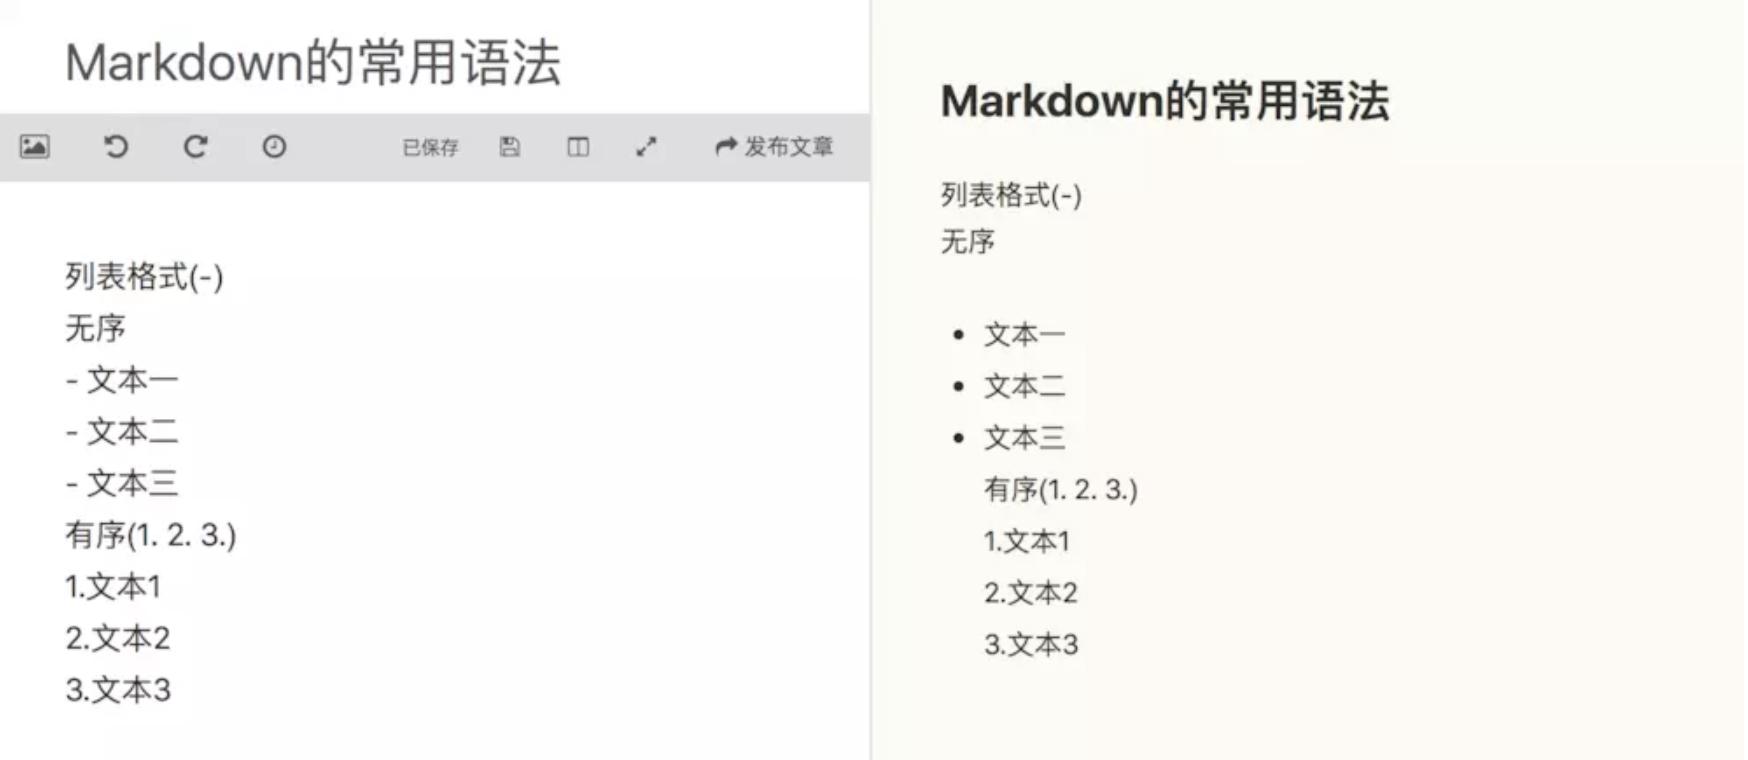 Markdown的常用语法
已保存
发布文章
列表格式(-)
无序
- 文本一
- 文本二
- 文本三
有序(1. 2. 3.)
1.文本1
2.文本2
3.文本3
Markdown的常用语法
列表格式(-)
无序
• 文本一
• 文本二
• 文本三
有序(1. 2. 3.)
1.文本1
2.文本2
3.文本3